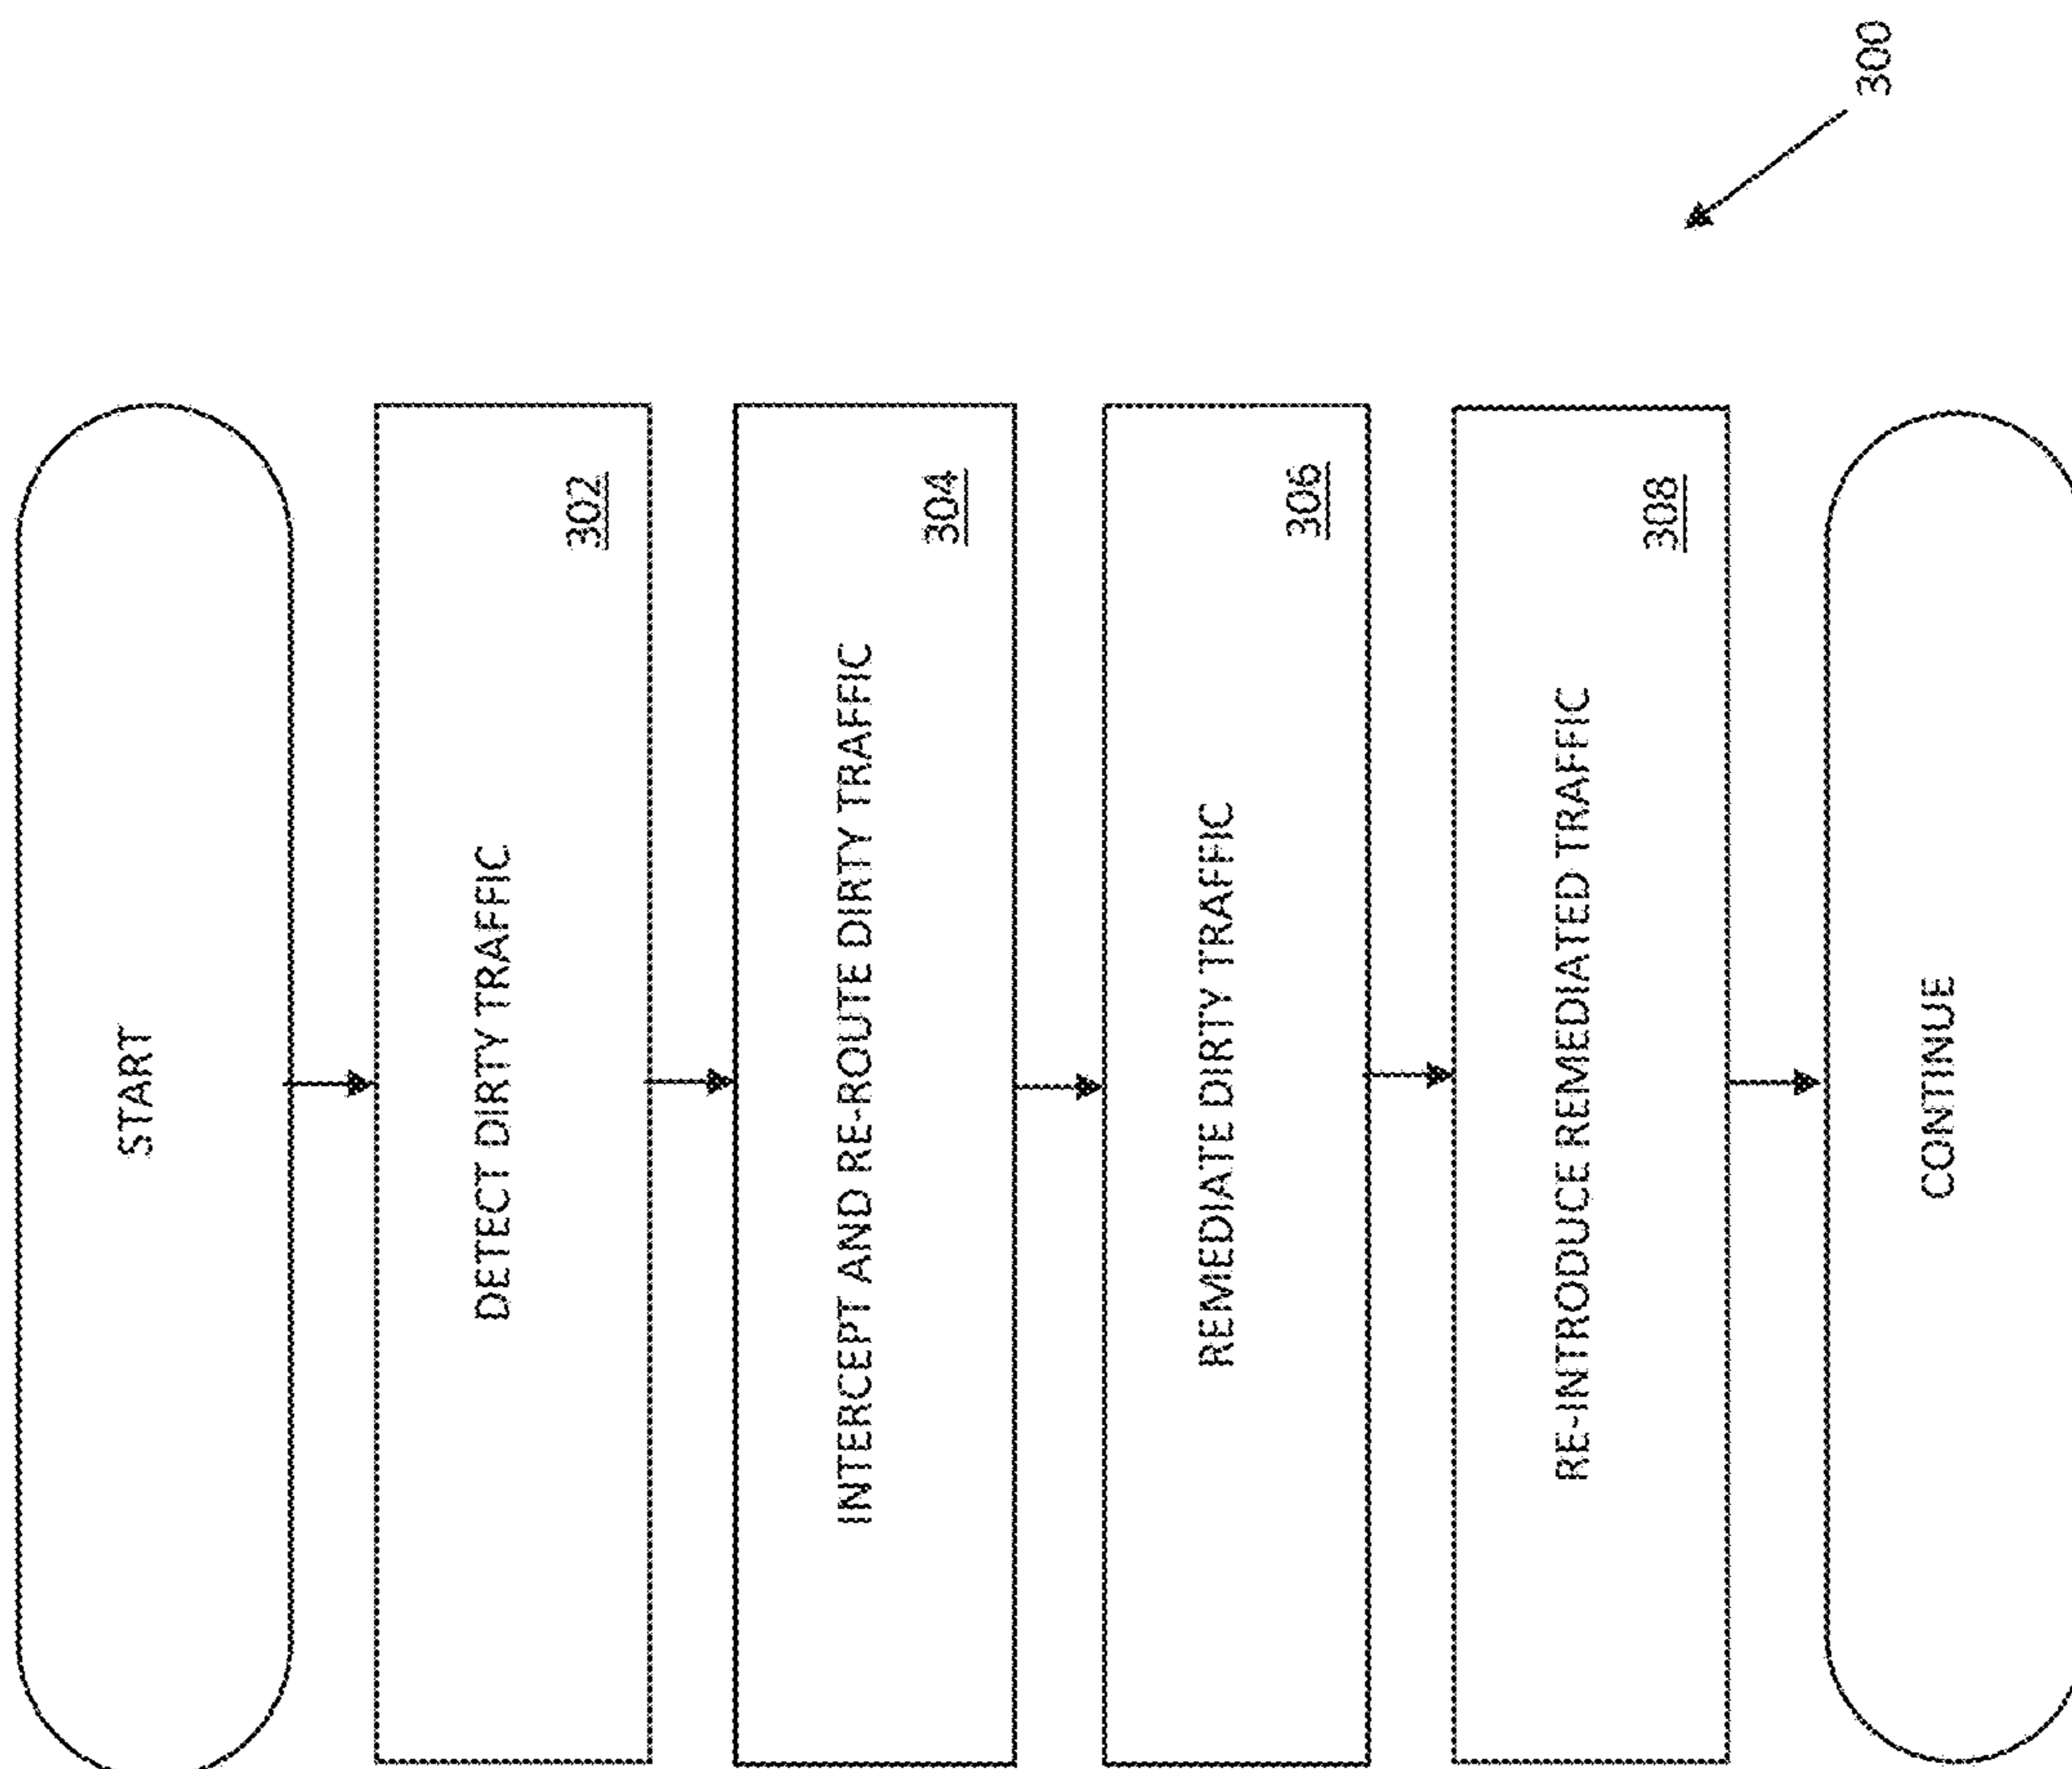 START
DETECT DIRTY TRAFFIC
302
INTERCEPT AND RE-ROUTE DIRTY TRAFFIC
304
REMEDIATE DIRTY TRAFFIC
306
RE-INTRODUCE REMEDIATED TRAFFIC
308
CONTINUE
300